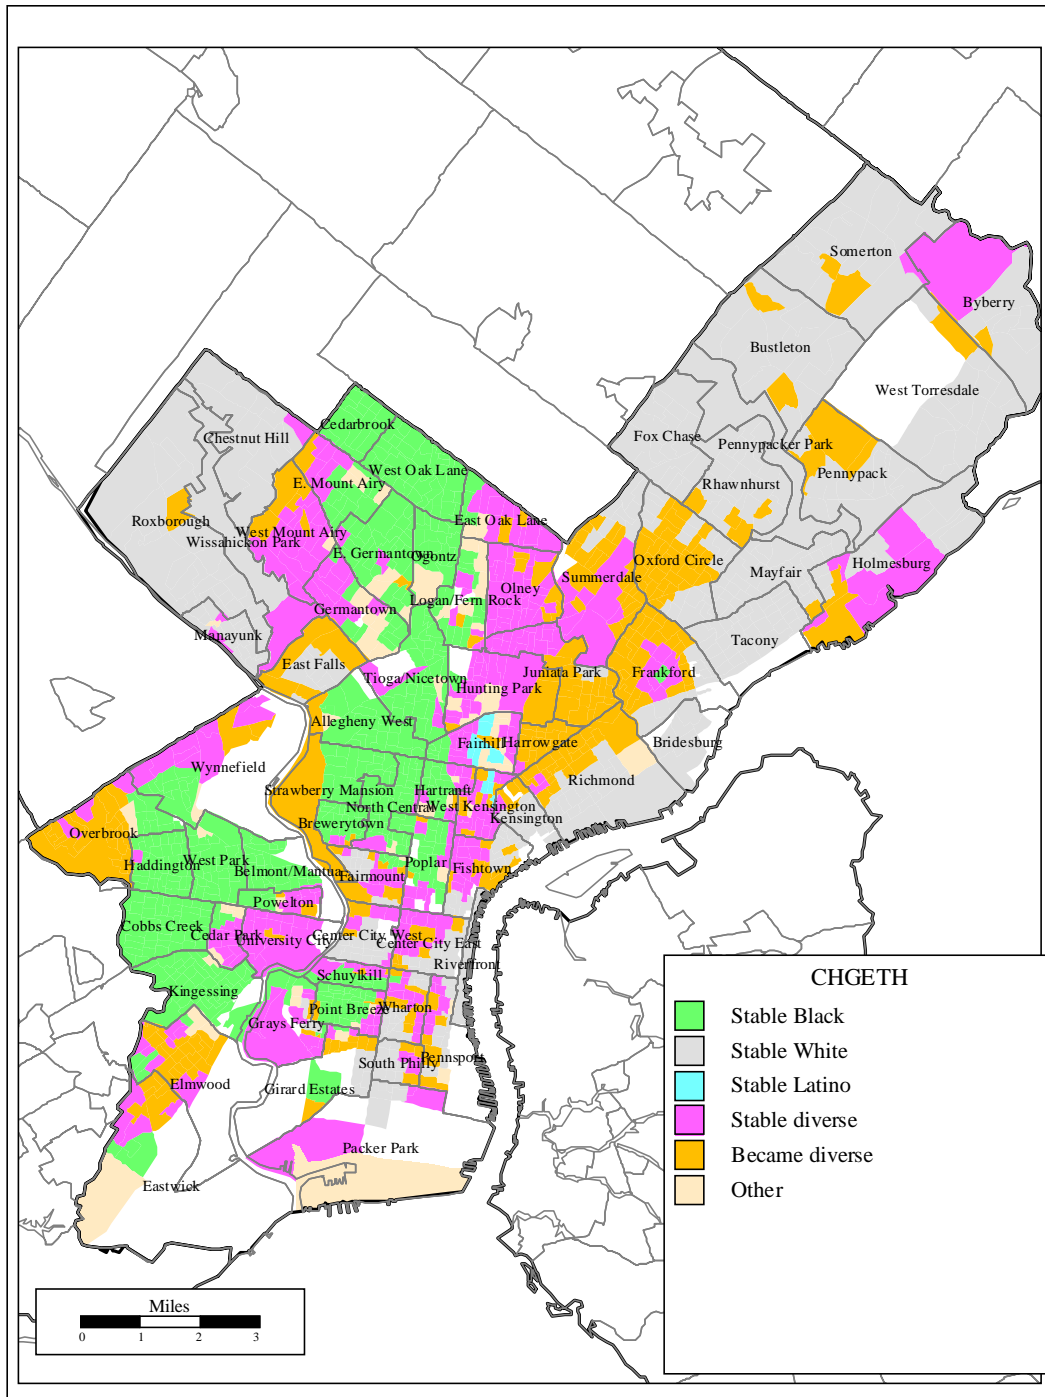 Somerton
Byberry
Bustleton
West Torresdale
Cedarbrook
Chestnut Hill
Fox Chase
Pennypacker Park
West Oak Lane
Pennypack
E. Mount Airy
Rhawnhurst
Roxborough
East Oak Lane
West Mount Airy
Wissahickon Park
E. Germantown
Ogontz
Oxford Circle
Holmesburg
Mayfair
Summerdale
Olney
Logan/Fern Rock
Germantown
Manayunk
Tacony
East Falls
Juniata Park
Frankford
Tioga/Nicetown
Hunting Park
Allegheny West
Fairhill
Harrowgate
Bridesburg
Wynnefield
Richmond
Strawberry Mansion
Hartranft
North Central
West Kensington
Kensington
Brewerytown
Overbrook
West Park
Haddington
Poplar
Belmont/Mantua
Fairmount
Fishtown
Powelton
Cobbs Creek
Cedar Park
University City
Center City West
Center City East
Riverfront
Schuylkill
Kingessing
Point Breeze
Wharton
Grays Ferry
Pennsport
South Philly
Elmwood
Girard Estates
Packer Park
Eastwick
CHGETH
Stable Black
Stable White
Stable Latino
Stable diverse
Became diverse
Other
Miles
0 1 2 3